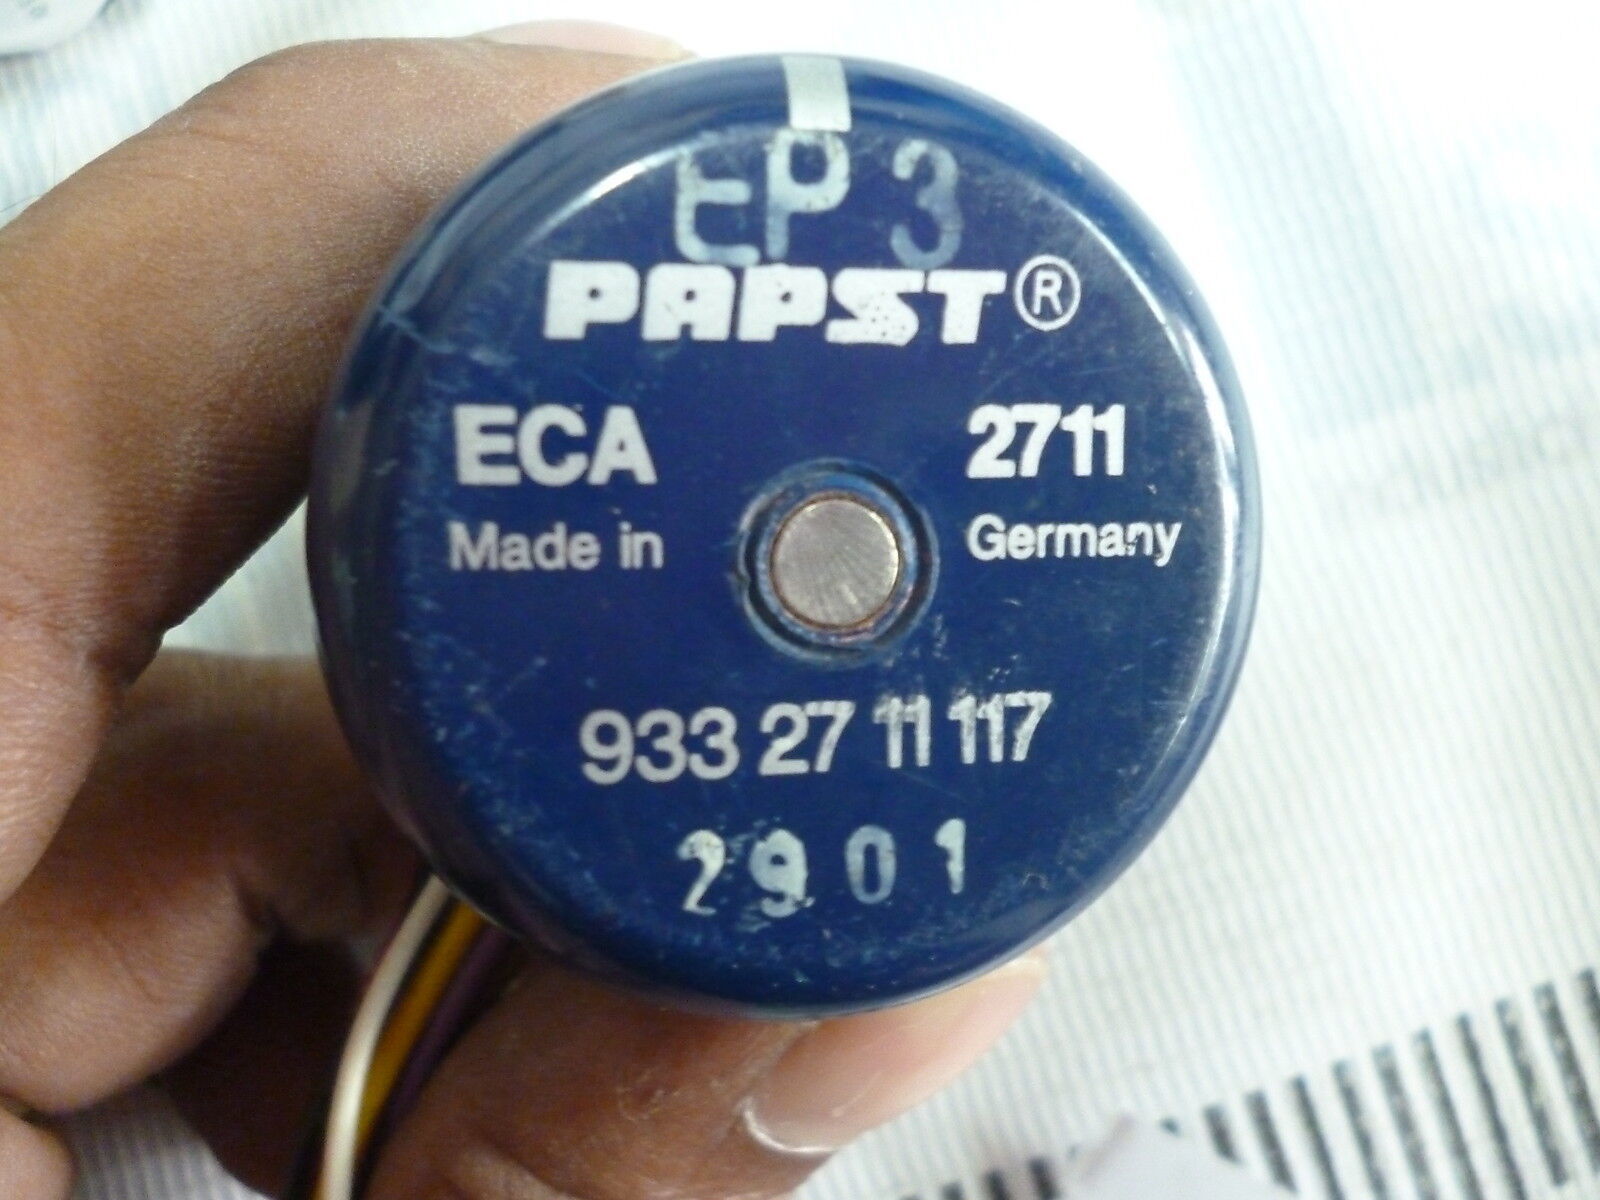 EP 3
PAPST®
ECA 2711
Made in Germany
933 27 11 117
2901